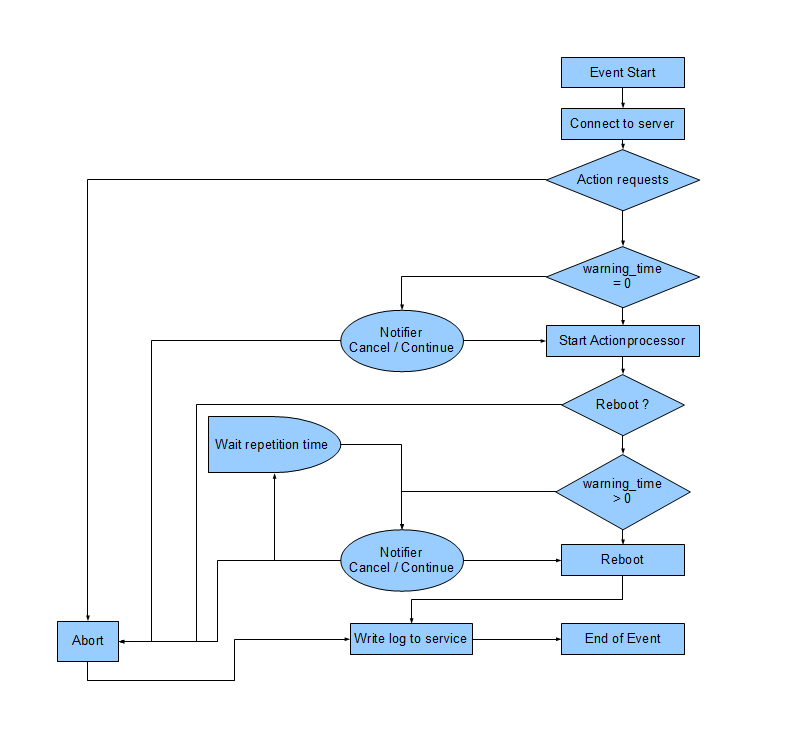 Event Start
Connect to server
Action requests
warning_time
= 0
Notifier
Cancel / Continue
Start Actionprocessor
Reboot ?
Wait repetition time
warning_time
> 0
Notifier
Cancel / Continue
Reboot
Abort
Write log to service
End of Event